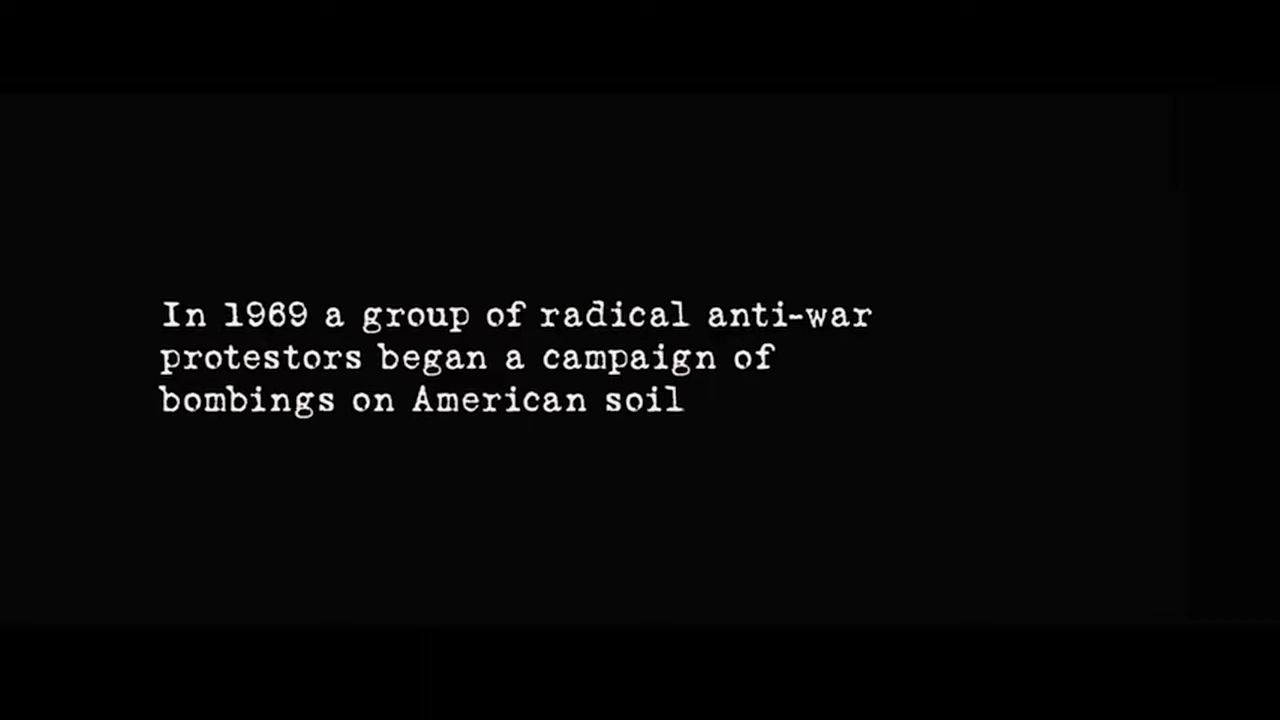 In 1969 a group of radical anti-war
protestors began a campaign of
bombings on American soil